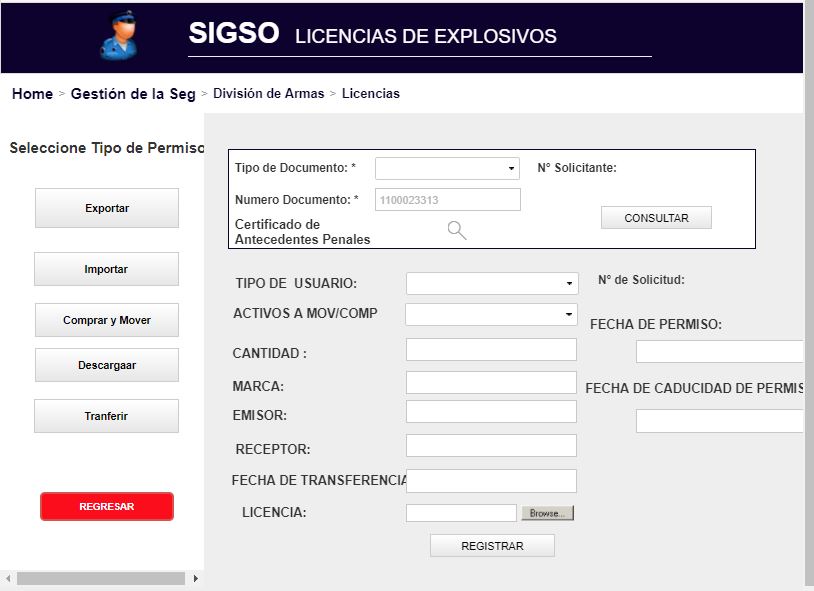 SIGSO LICENCIAS DE EXPLOSIVOS
Home > Gestión de la Seg > División de Armas > Licencias
Seleccione Tipo de Permiso
Exportar
Importar
Comprar y Mover
Descargaar
Tranferir
REGRESAR
Tipo de Documento: * N° Solicitante:
Numero Documento: * 1100023313
Certificado de
Antecedentes Penales
CONSULTAR
TIPO DE USUARIO: N° de Solicitud:
ACTIVOS A MOV/COMP
FECHA DE PERMISO:
CANTIDAD :
MARCA: FECHA DE CADUCIDAD DE PERMIS
EMISOR:
RECEPTOR:
FECHA DE TRANSFERENCIA
LICENCIA: Browse...
REGISTRAR